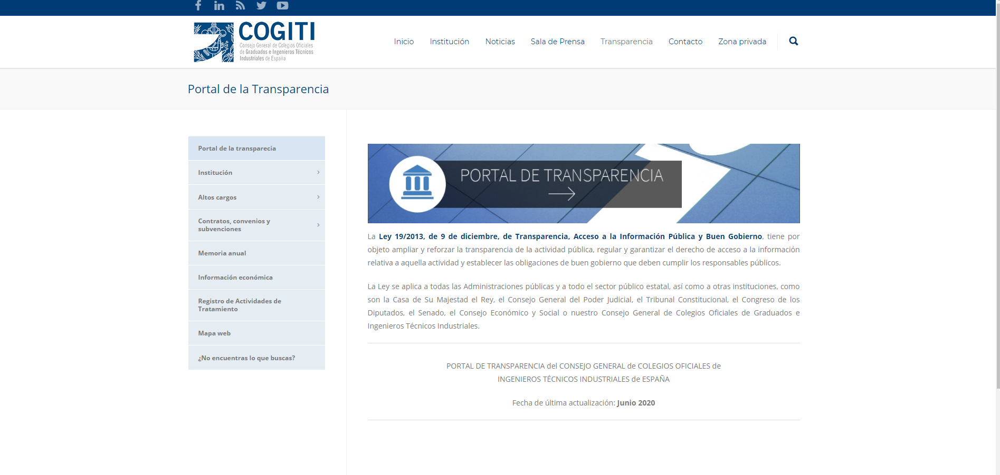 COGITI
Consejo General de Colegios Oficiales
de Graduados e Ingenieros Técnicos
Industriales de España
Inicio
Institución
Noticias
Sala de Prensa
Transparencia
Contacto
Zona privada
Portal de la Transparencia
Portal de la transparecia
Institución
Altos cargos
Contratos, convenios y
subvenciones
Memoria anual
Información económica
Registro de Actividades de
Tratamiento
Mapa web
¿No encuentras lo que buscas?
PORTAL DE TRANSPARENCIA
La Ley 19/2013, de 9 de diciembre, de Transparencia, Acceso a la Información Pública y Buen Gobierno, tiene por
objeto ampliar y reforzar la transparencia de la actividad pública, regular y garantizar el derecho de acceso a la información
relativa a aquella actividad y establecer las obligaciones de buen gobierno que deben cumplir los responsables públicos.
La Ley se aplica a todas las Administraciones públicas y a todo el sector público estatal, así como a otras instituciones, como
son la Casa de Su Majestad el Rey, el Consejo General del Poder Judicial, el Tribunal Constitucional, el Congreso de los
Diputados, el Senado, el Consejo Económico y Social o nuestro Consejo General de Colegios Oficiales de Graduados e
Ingenieros Técnicos Industriales.
PORTAL DE TRANSPARENCIA del CONSEJO GENERAL de COLEGIOS OFICIALES de
INGENIEROS TÉCNICOS INDUSTRIALES de ESPAÑA
Fecha de última actualización: Junio 2020